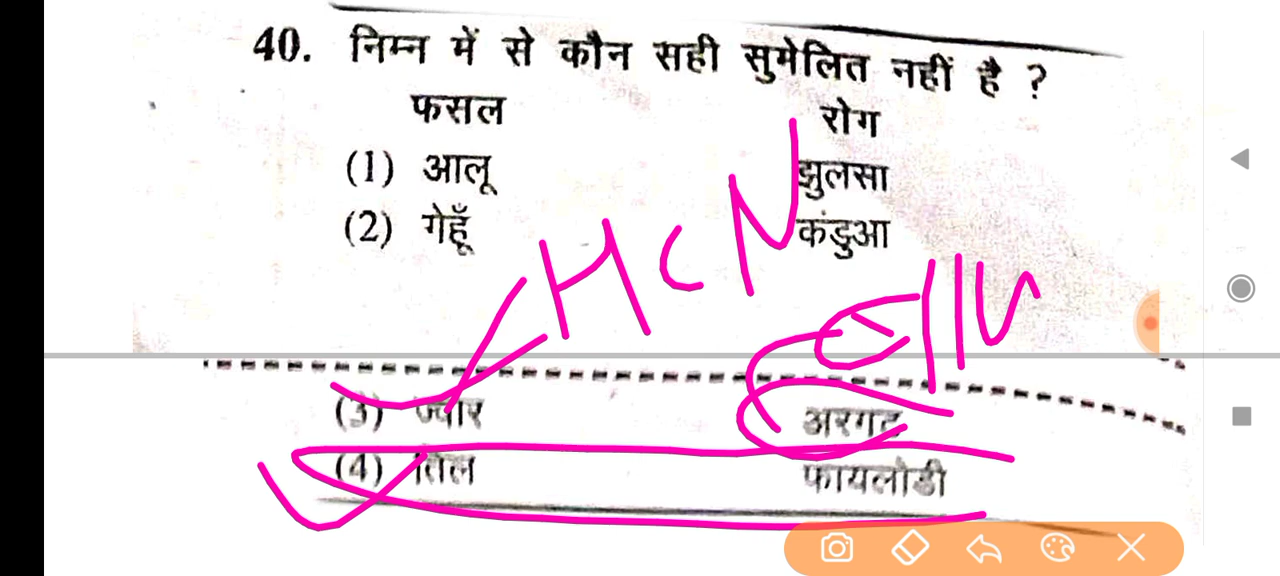 40. निम्न में से कौन सही सुमेलित नहीं है ?
फसल रोग
(1) आलू झुलसा
(2) गेहूँ कंडुआ
HCN
(3) ज्वार अरगट
(4) तिल फायलोडी